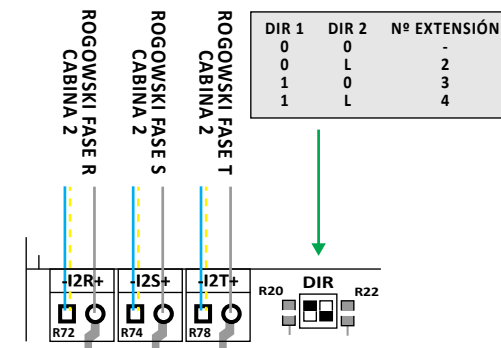 ROGOWSKI FASE R
CABINA 2
ROGOWSKI FASE S
CABINA 2
ROGOWSKI FASE T
CABINA 2
DIR 1 DIR 2 Nº EXTENSIÓN
0 0 -
0 L 2
1 0 3
1 L 4
-I2R+ -I2S+ -I2T+
R72 R74 R78
R20 DIR R22